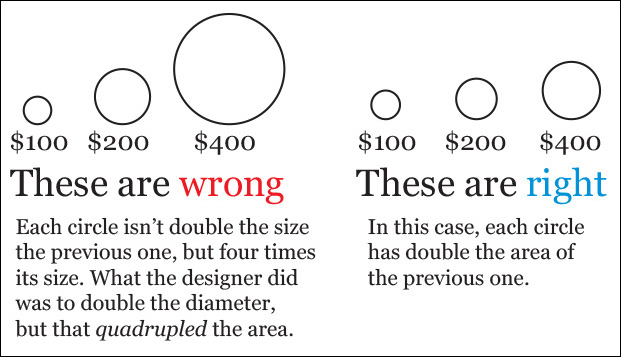 $100 $200 $400
These are wrong
Each circle isn’t double the size
the previous one, but four times
its size. What the designer did
was to double the diameter,
but that quadrupled the area.
$100 $200 $400
These are right
In this case, each circle
has double the area of
the previous one.